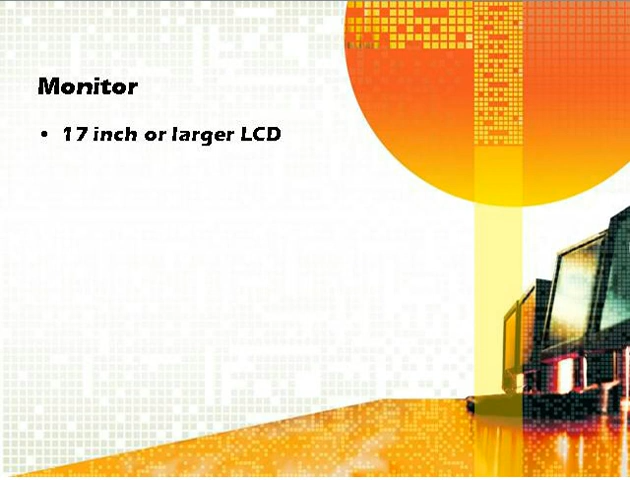 Monitor
• 17 inch or larger LCD